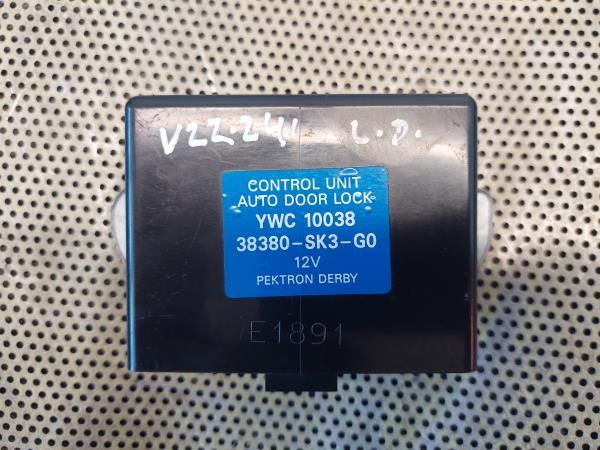 V22.241 L.D.
CONTROL UNIT
AUTO DOOR LOCK
YWC 10038
38380-SK3-G0
12V
PEKTRON DERBY
E1891